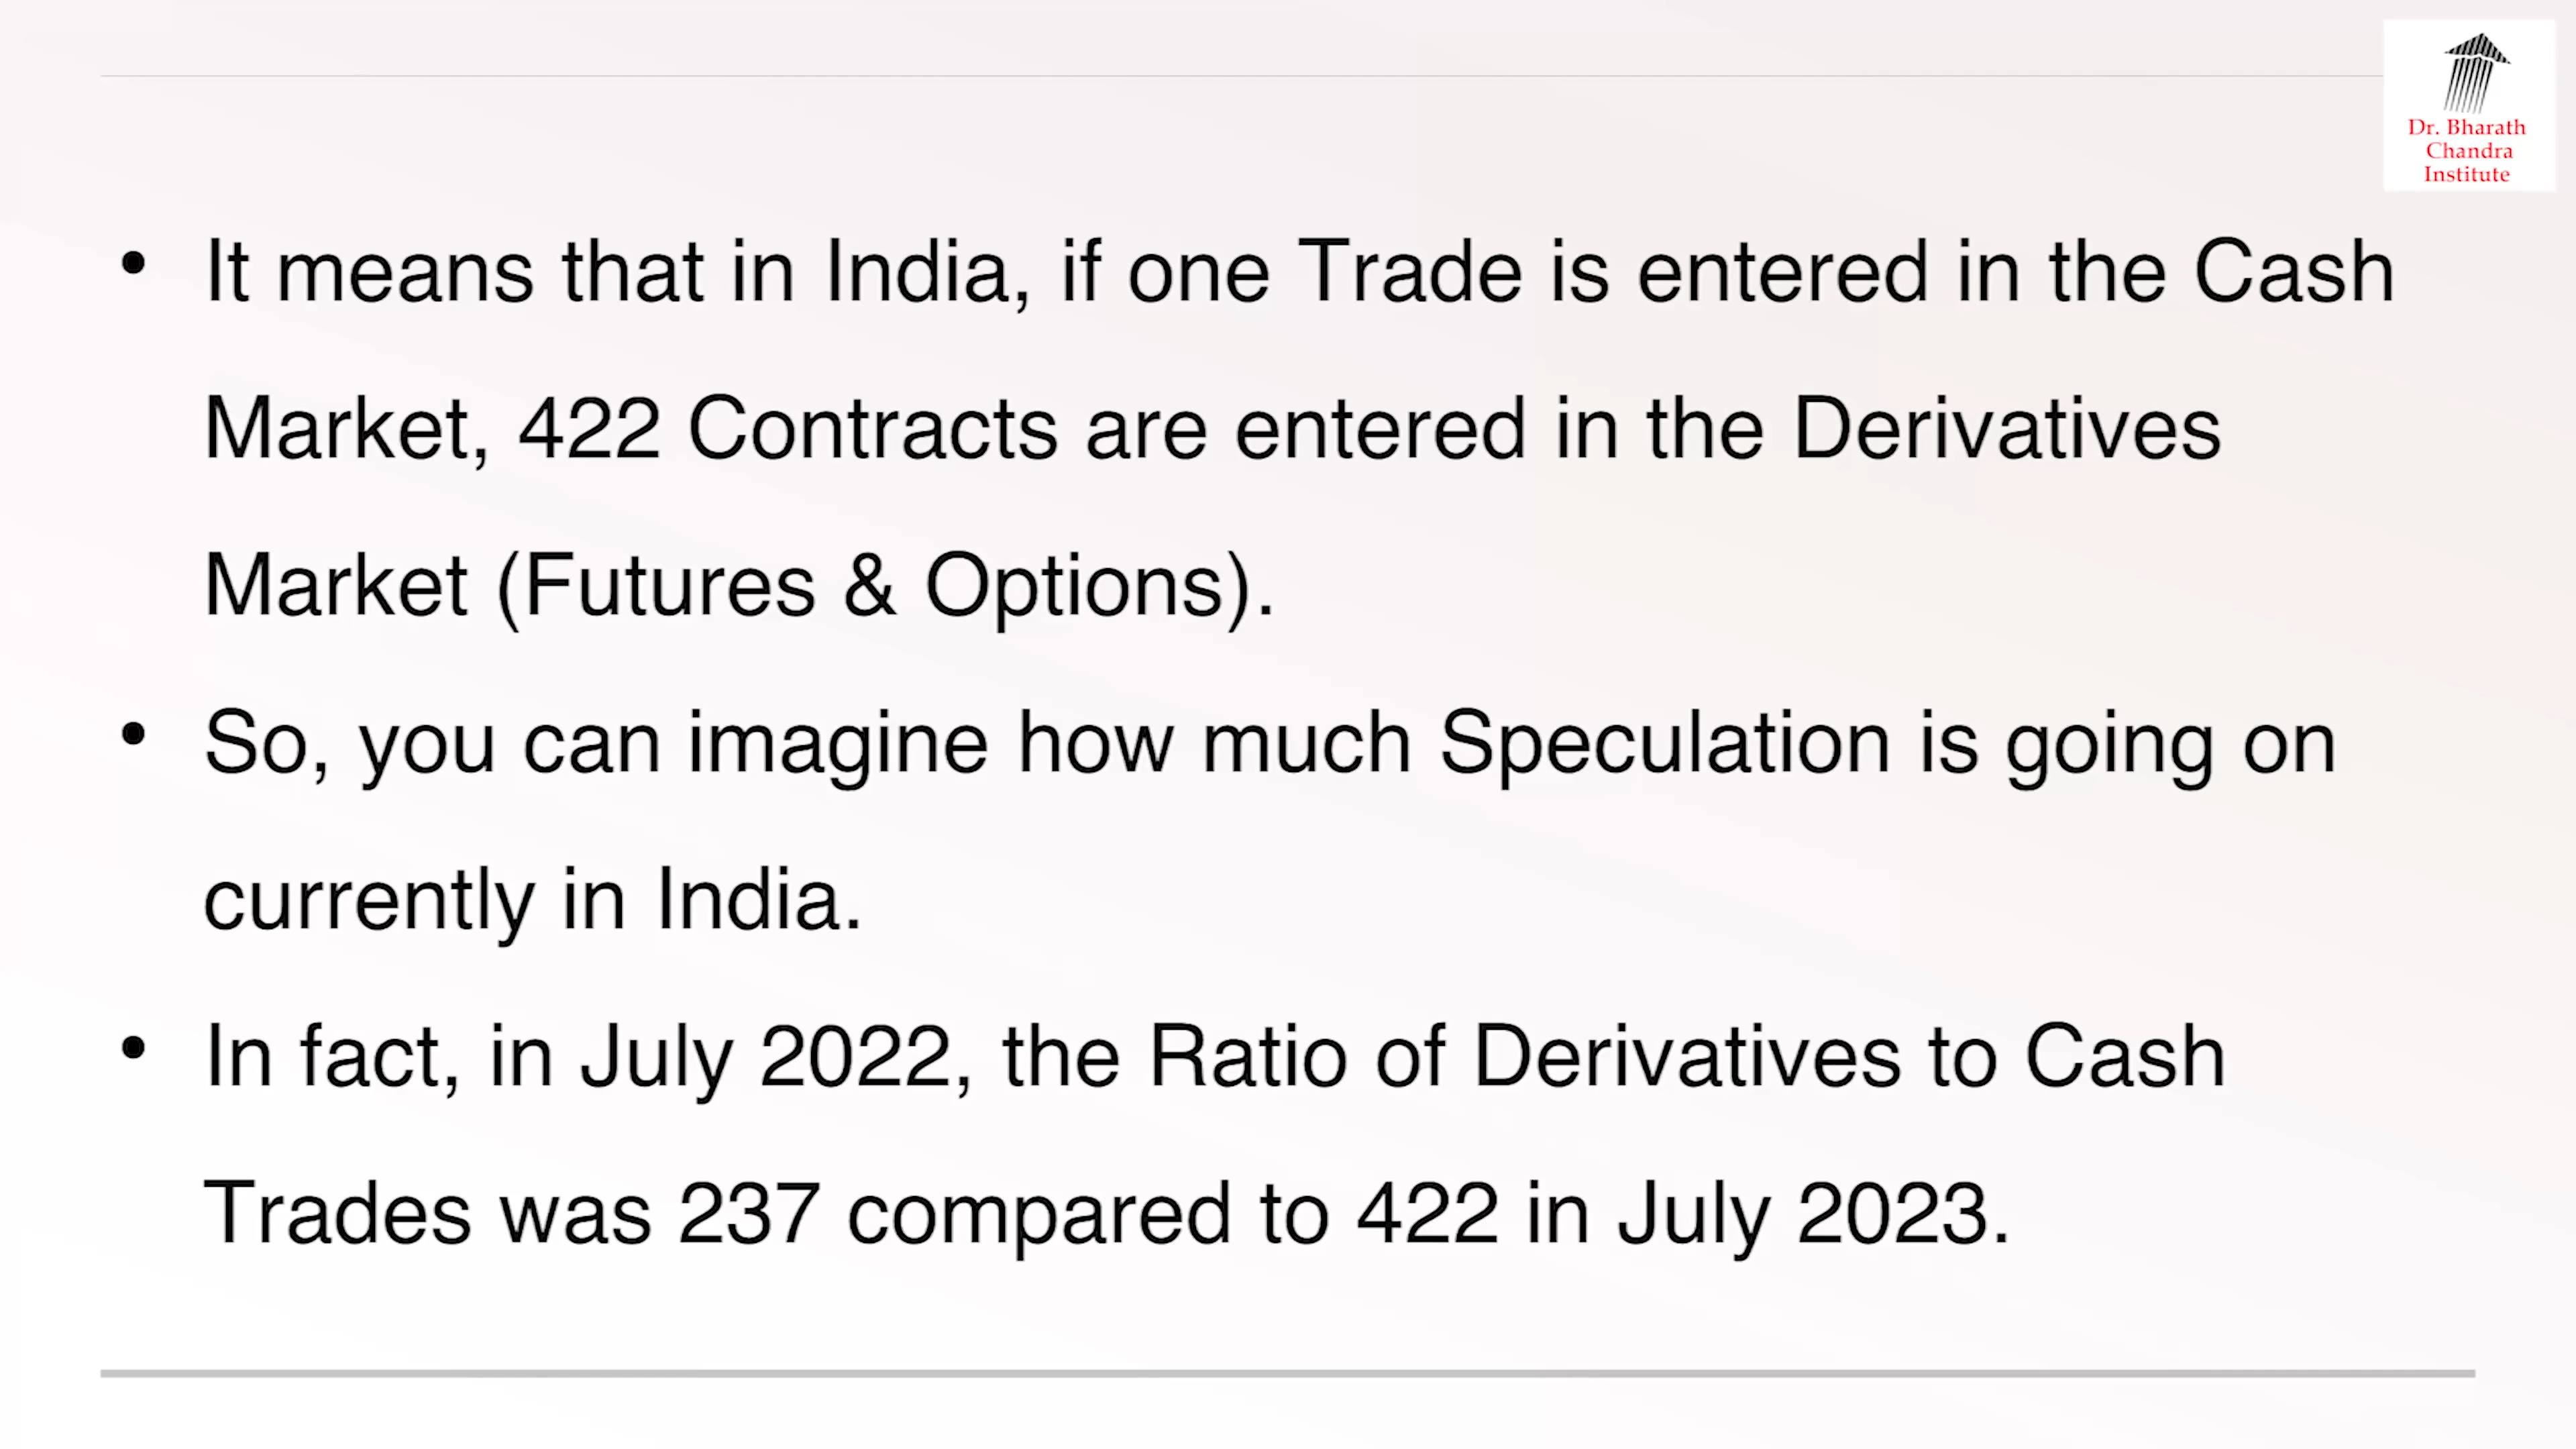 Dr. Bharath
Chandra
Institute
• It means that in India, if one Trade is entered in the Cash
Market, 422 Contracts are entered in the Derivatives
Market (Futures & Options).
• So, you can imagine how much Speculation is going on
currently in India.
• In fact, in July 2022, the Ratio of Derivatives to Cash
Trades was 237 compared to 422 in July 2023.